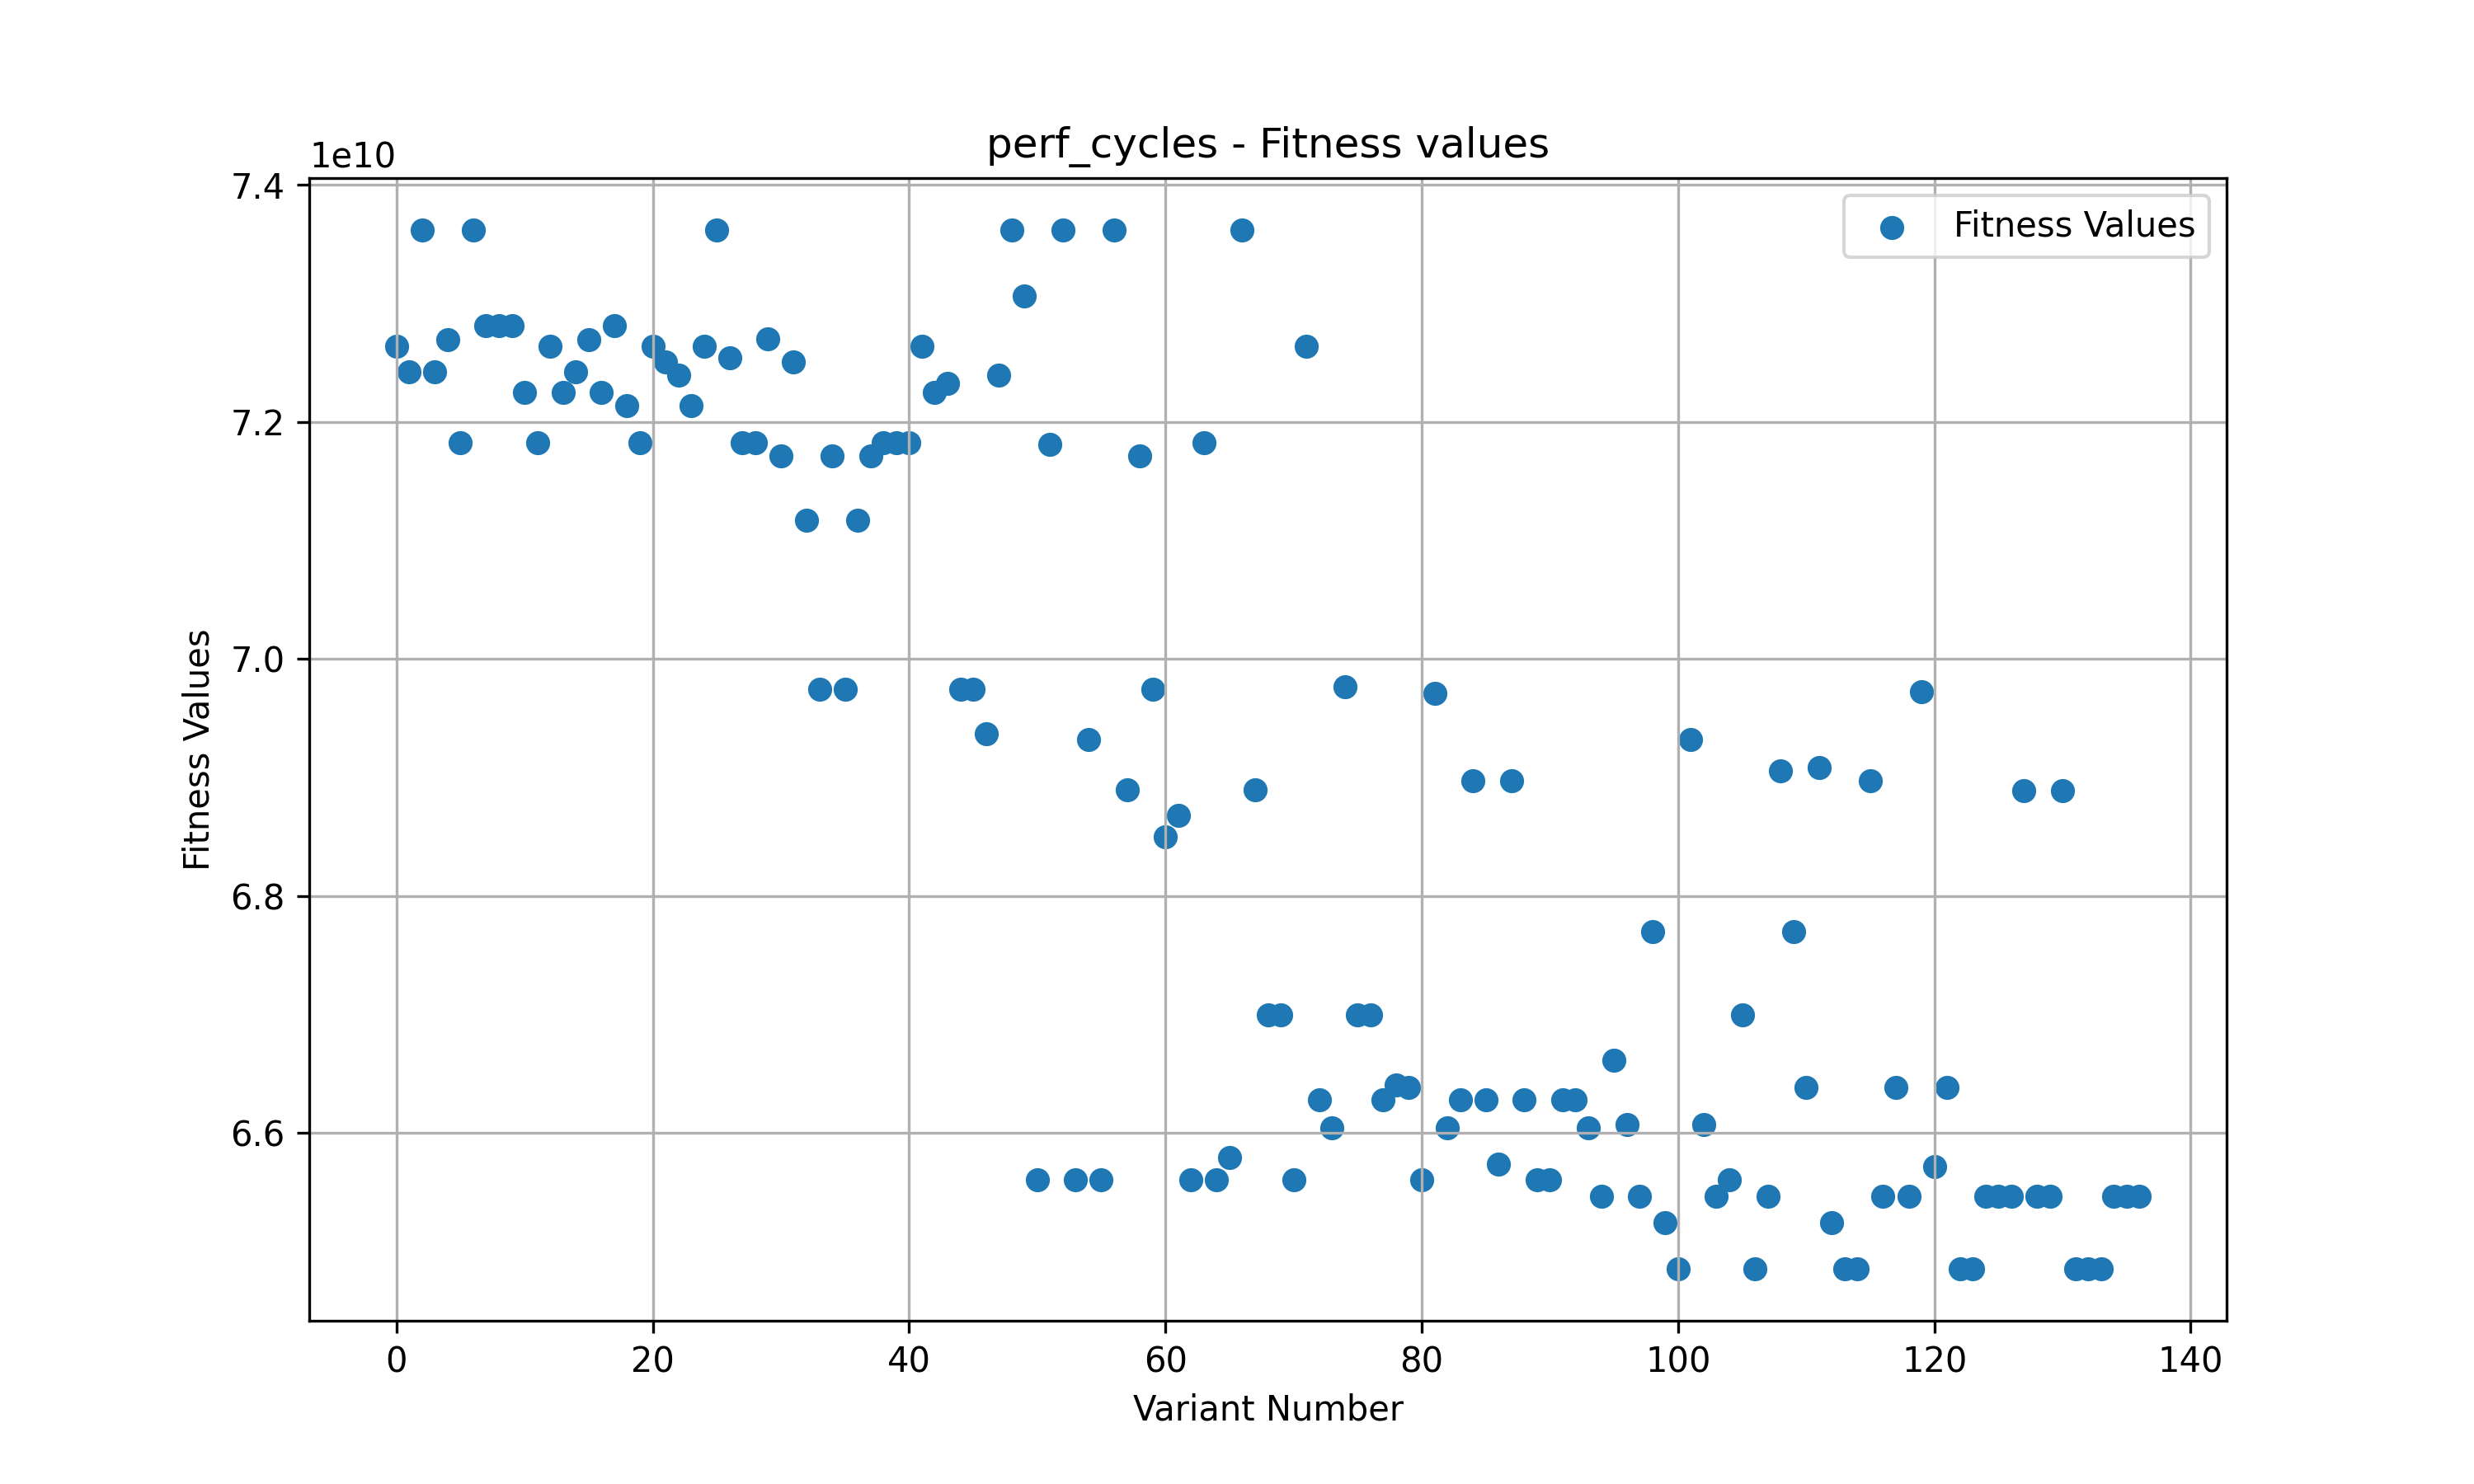 perf_cycles - Fitness values
1e10
Fitness Values
7.4
7.2
7.0
6.8
6.6
Fitness Values
0 20 40 60 80 100 120 140
Variant Number